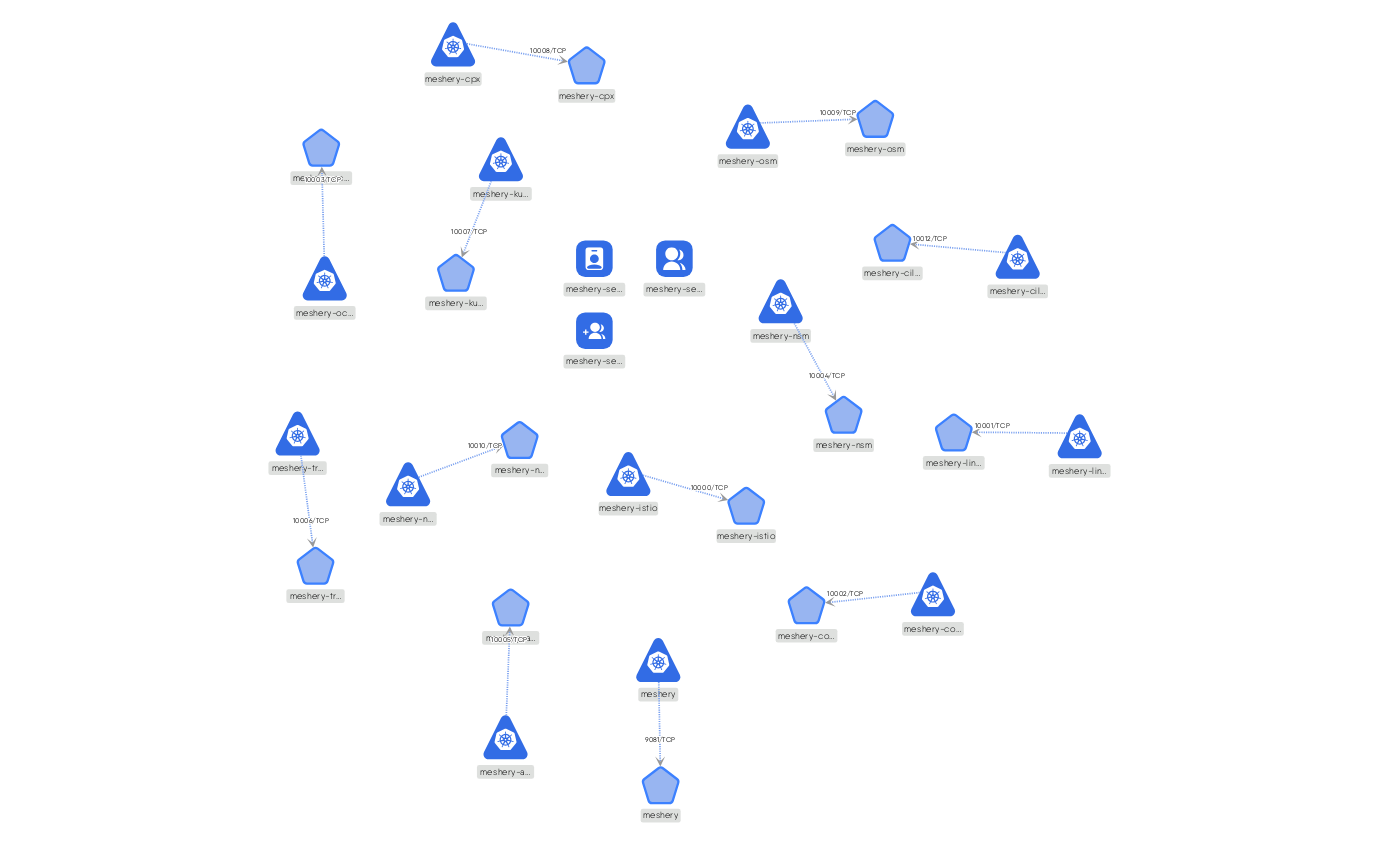 10008/TCP
meshery-cpx
meshery-cpx
10009/TCP
meshery-osm
meshery-osm
10003/TCP
meshery-ku...
10007/TCP
10012/TCP
meshery-cil...
meshery-cil...
meshery-se...
meshery-se...
meshery-ku...
meshery-oc...
meshery-nsm
meshery-se...
10004/TCP
10001/TCP
meshery-nsm
10010/TCP
meshery-lin...
meshery-lin...
meshery-tr...
meshery-n...
10000/TCP
meshery-istio
meshery-n...
10006/TCP
meshery-istio
10002/TCP
meshery-tr...
meshery-co...
meshery-co...
10005/TCP
meshery
9081/TCP
meshery-a...
meshery